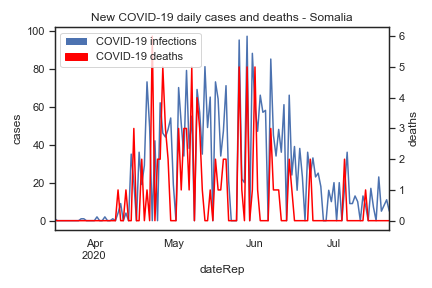 New COVID-19 daily cases and deaths - Somalia
COVID-19 infections
COVID-19 deaths
100
80
60
40
20
0
cases
6
5
4
3
2
1
0
deaths
Apr
2020
May
Jun
Jul
dateRep